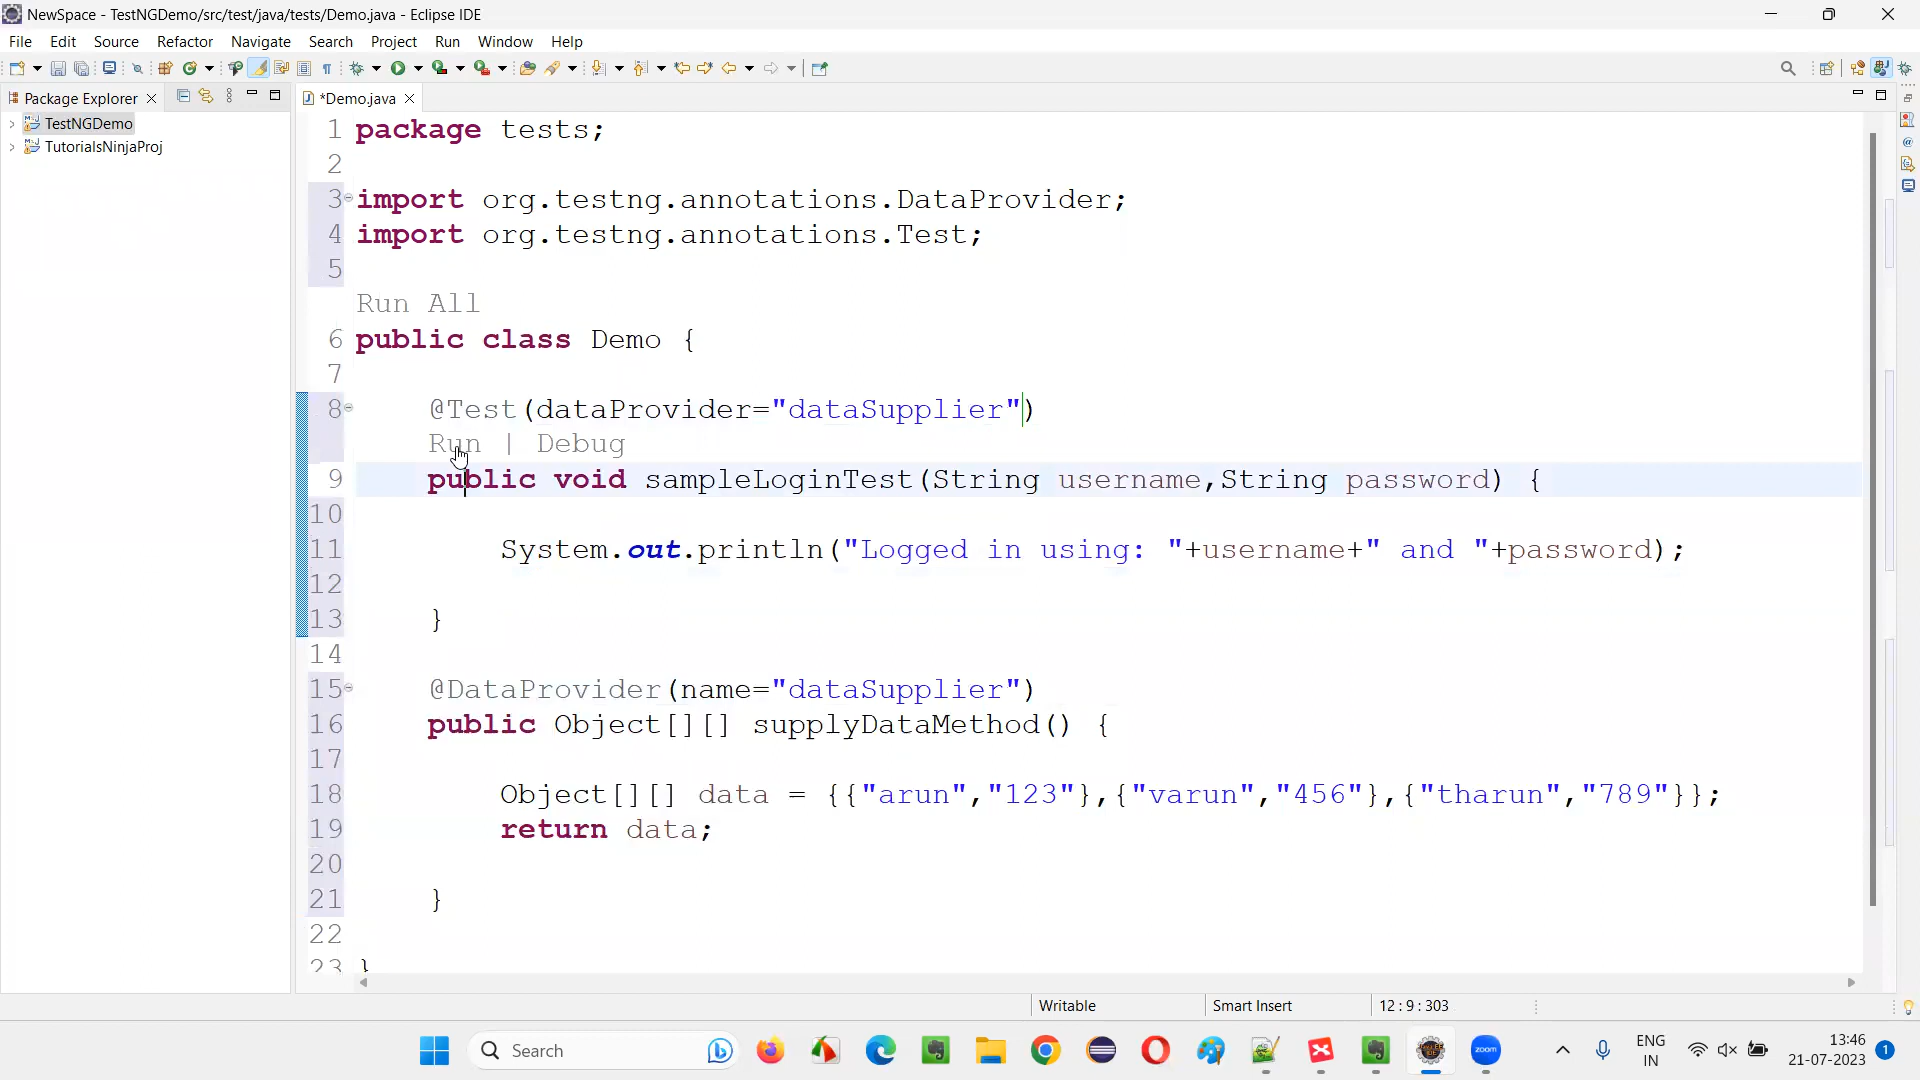 NewSpace - TestNGDemo/src/test/java/tests/Demo.java - Eclipse IDE
File Edit Source Refactor Navigate Search Project Run Window Help
Package Explorer
*Demo.java
TestNGDemo
TutorialsNinjaProj
1 package tests;
2
3 import org.testng.annotations.DataProvider;
4 import org.testng.annotations.Test;
5
Run All
6 public class Demo {
7
8 @Test(dataProvider="dataSupplier")
Run | Debug
9 public void sampleLoginTest(String username,String password) {
10
11 System.out.println("Logged in using: "+username+" and "+password);
12
13 }
14
15 @DataProvider(name="dataSupplier")
16 public Object[][] supplyDataMethod() {
17
18 Object[][] data = {{"arun","123"},{"varun","456"},{"tharun","789"}};
19 return data;
20
21 }
22
23 }
Writable Smart Insert 12 : 9 : 303
Search
zoom
ENG
IN
13:46
21-07-2023
1